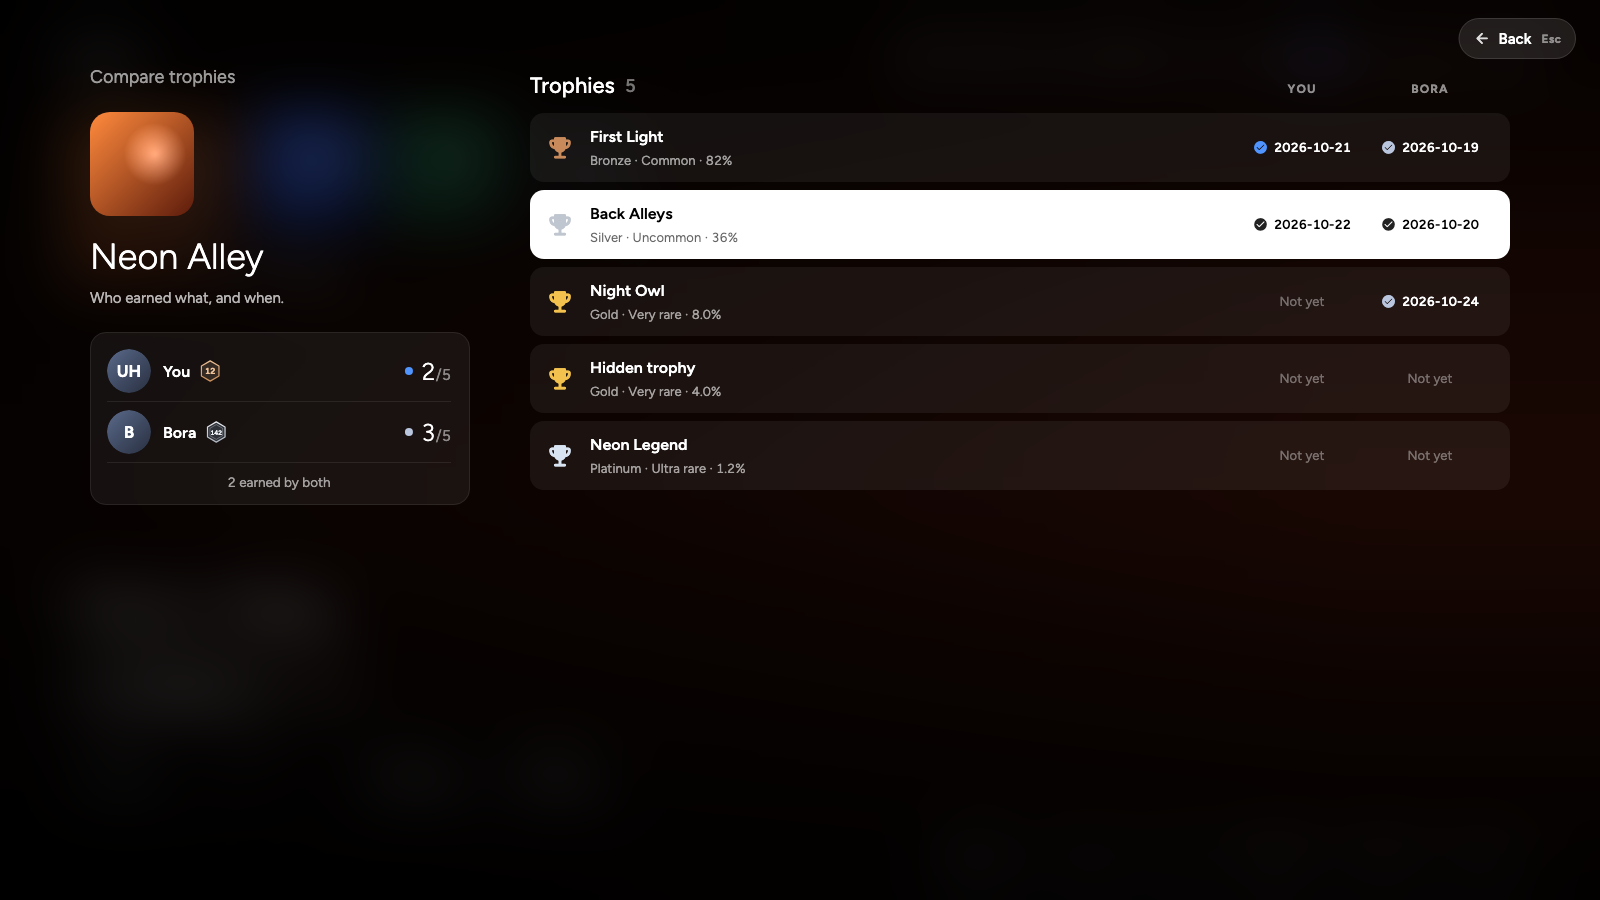 Back Esc
Compare trophies
Neon Alley
Who earned what, and when.
UH You 12 2/5
B Bora 142 3/5
2 earned by both
Trophies 5 YOU BORA
First Light
Bronze · Common · 82%
2026-10-21 2026-10-19
Back Alleys
Silver · Uncommon · 36%
2026-10-22 2026-10-20
Night Owl
Gold · Very rare · 8.0%
Not yet 2026-10-24
Hidden trophy
Gold · Very rare · 4.0%
Not yet Not yet
Neon Legend
Platinum · Ultra rare · 1.2%
Not yet Not yet